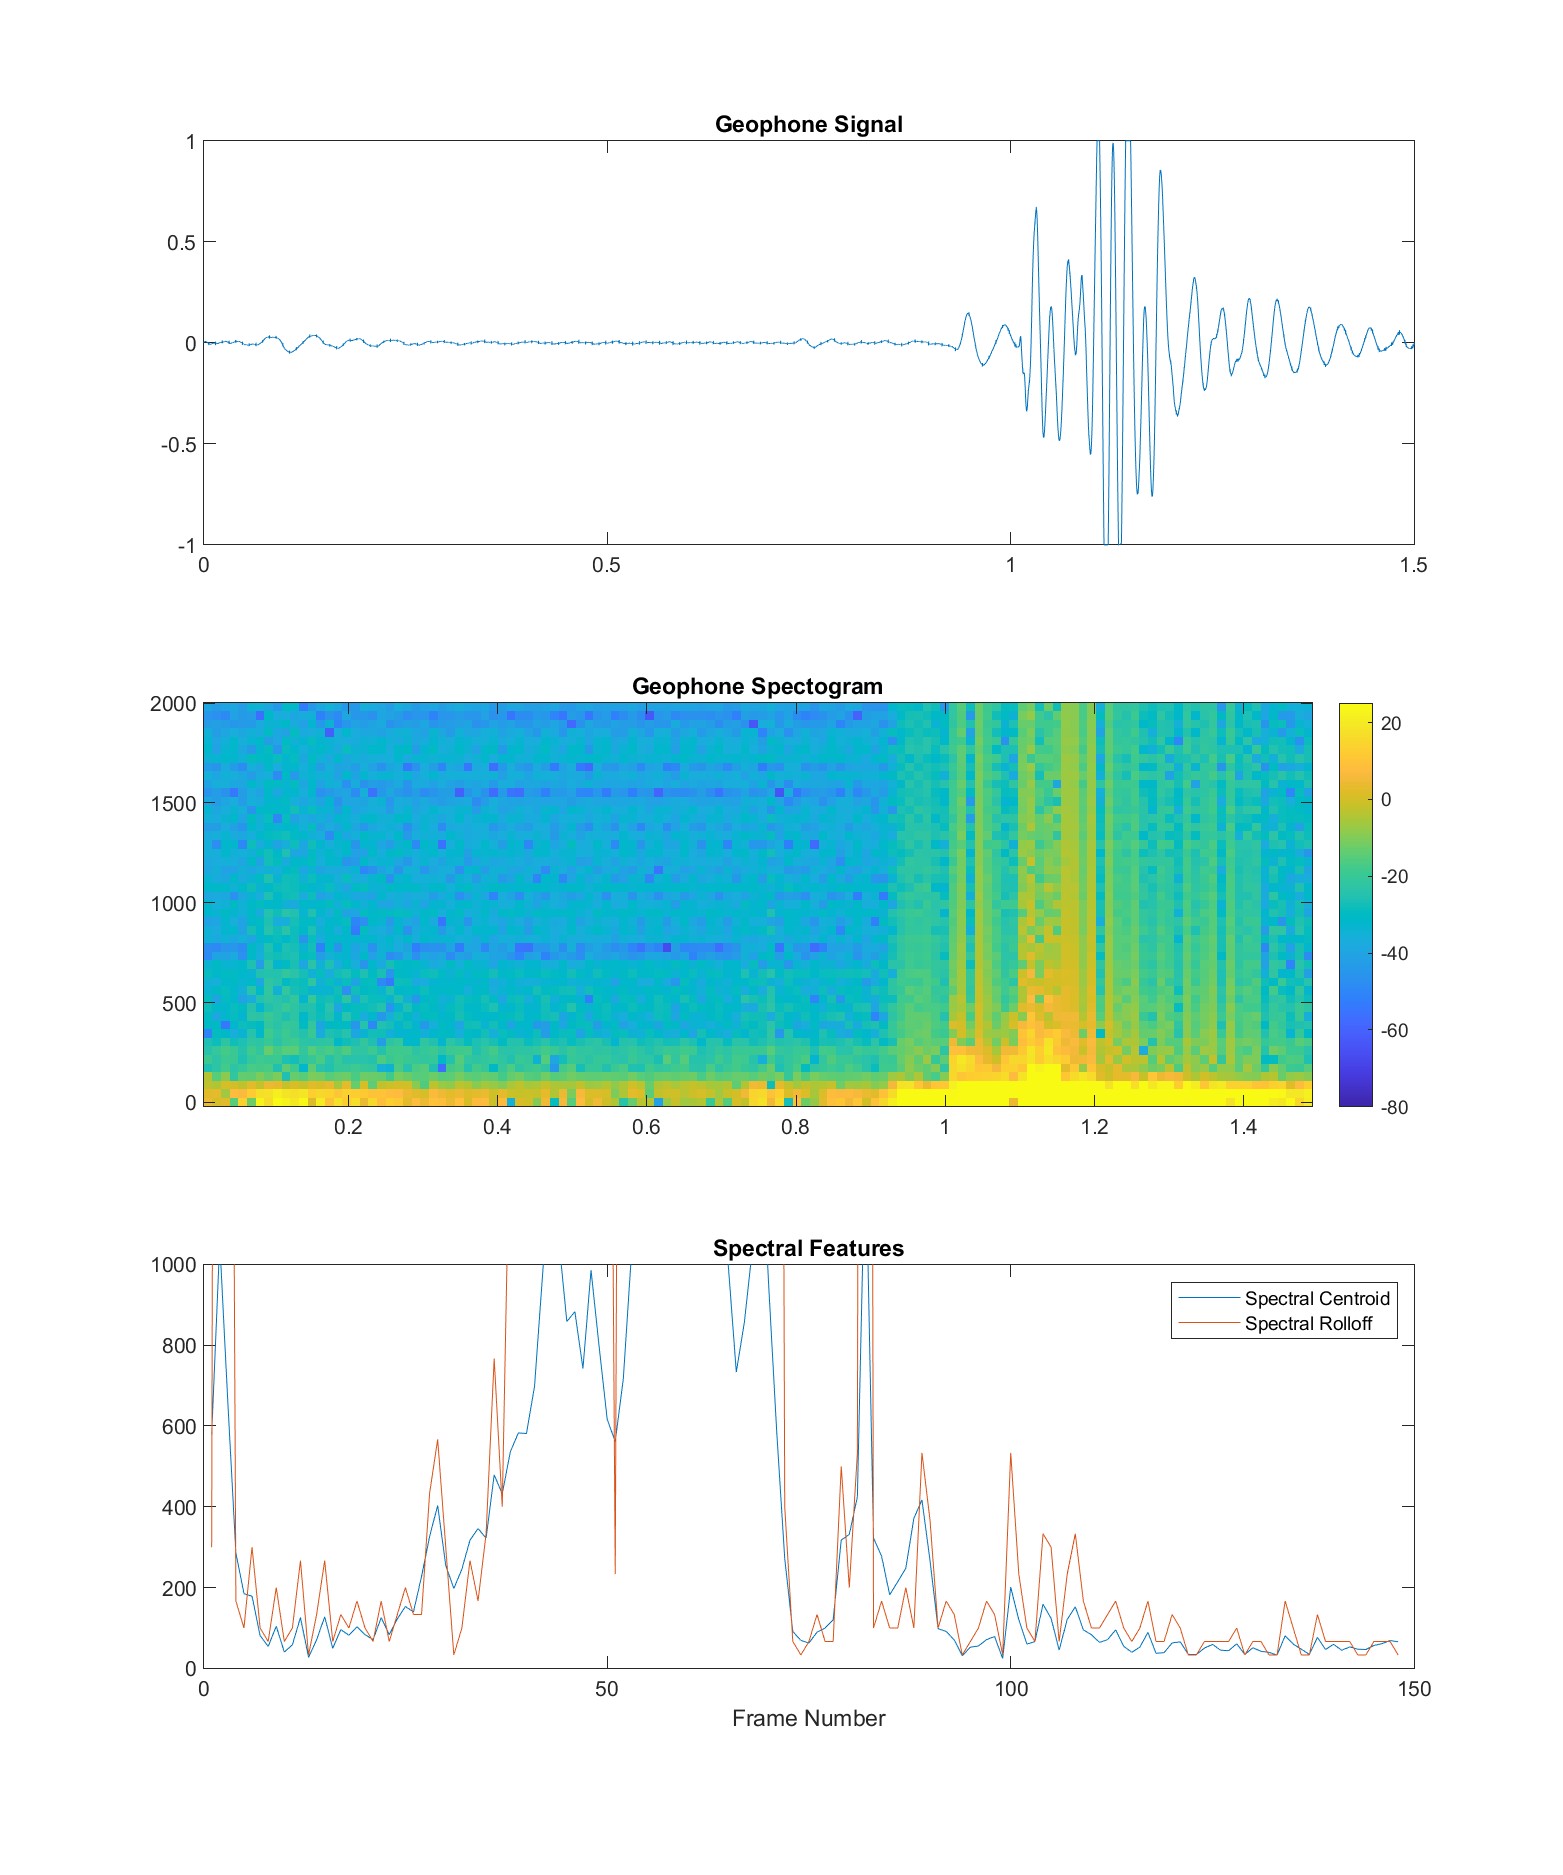 Geophone Signal
1
0.5
0
-0.5
-1
0 0.5 1 1.5
Geophone Spectogram
2000
1500
1000
500
0
20
0
-20
-40
-60
-80
0.2 0.4 0.6 0.8 1 1.2 1.4
Spectral Features
1000
800
600
400
200
0
Spectral Centroid
Spectral Rolloff
0 50 100 150
Frame Number